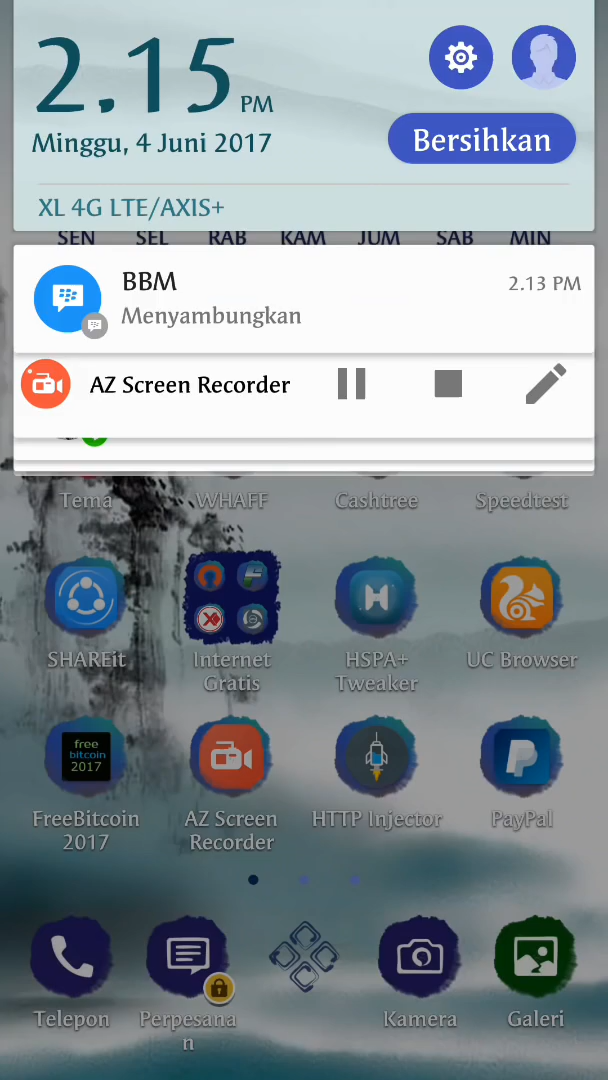 2.15 PM
Minggu, 4 Juni 2017
Bersihkan
XL 4G LTE/AXIS+
SEN SEL RAB KAM JUM SAB MIN
BBM 2.13 PM
Menyambungkan
AZ Screen Recorder
Tema WHAFF Cashtree Speedtest
SHAREit Internet Gratis HSPA+ Tweaker UC Browser
free
bitcoin
2017
FreeBitcoin 2017 AZ Screen Recorder HTTP Injector PayPal
Telepon Perpesanan Kamera Galeri